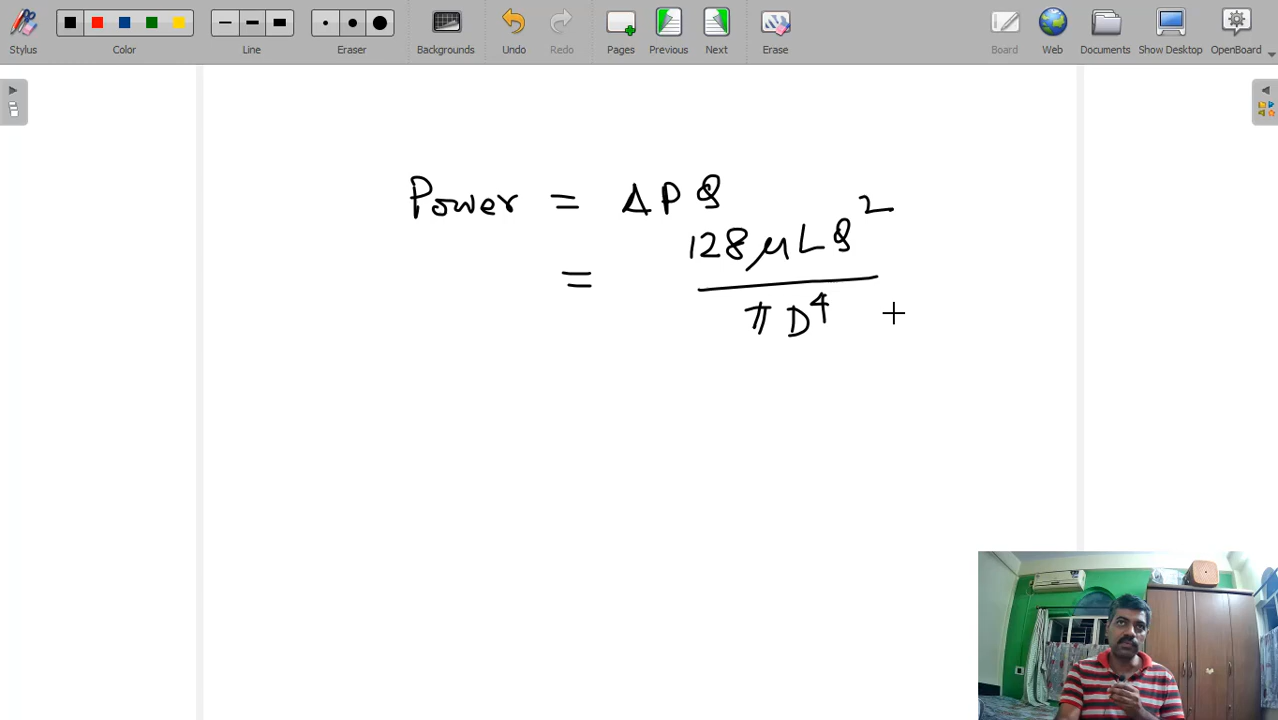 Stylus Color Line Eraser Backgrounds Undo Redo Pages Previous Next Erase Board Web Documents Show Desktop OpenBoard
Power = Δ P Q
= 128 μ L Q²
π D⁴